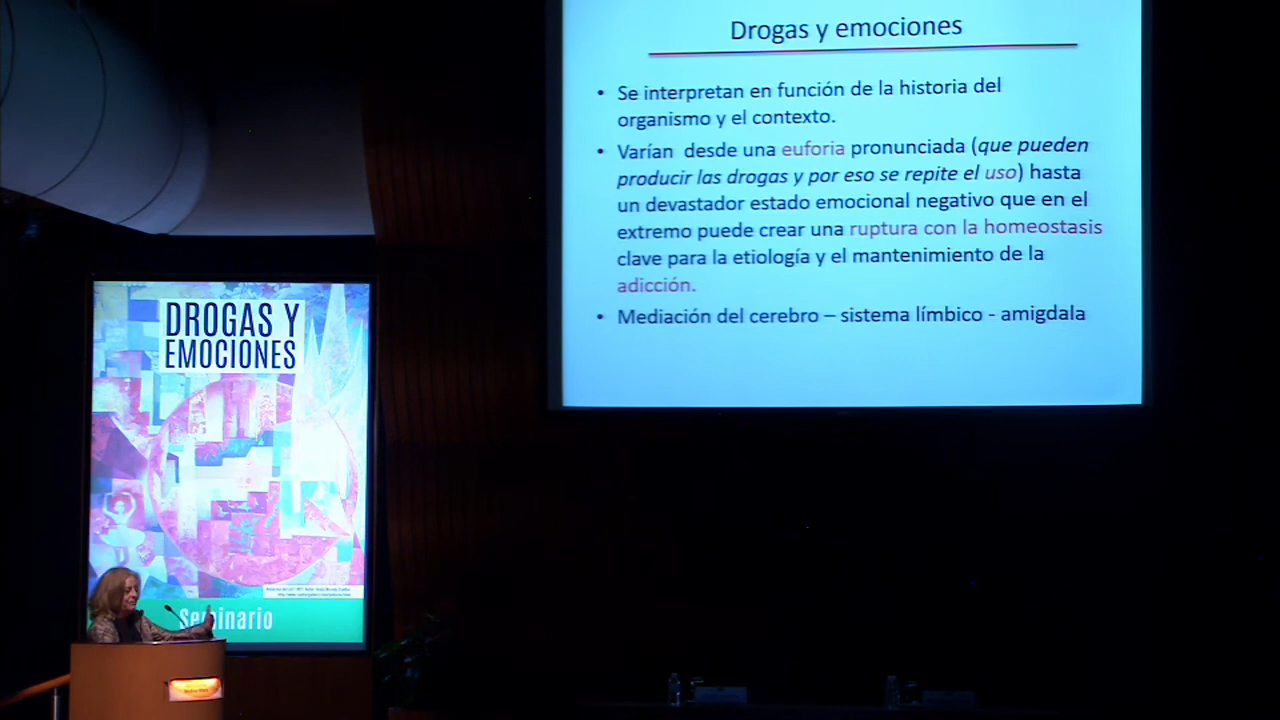 Drogas y emociones
• Se interpretan en función de la historia del
organismo y el contexto.
• Varían desde una euforia pronunciada (que pueden
producir las drogas y por eso se repite el uso) hasta
un devastador estado emocional negativo que en el
extremo puede crear una ruptura con la homeostasis
clave para la etiología y el mantenimiento de la
adicción.
• Mediación del cerebro – sistema límbico - amigdala
DROGAS Y
EMOCIONES
Seminario